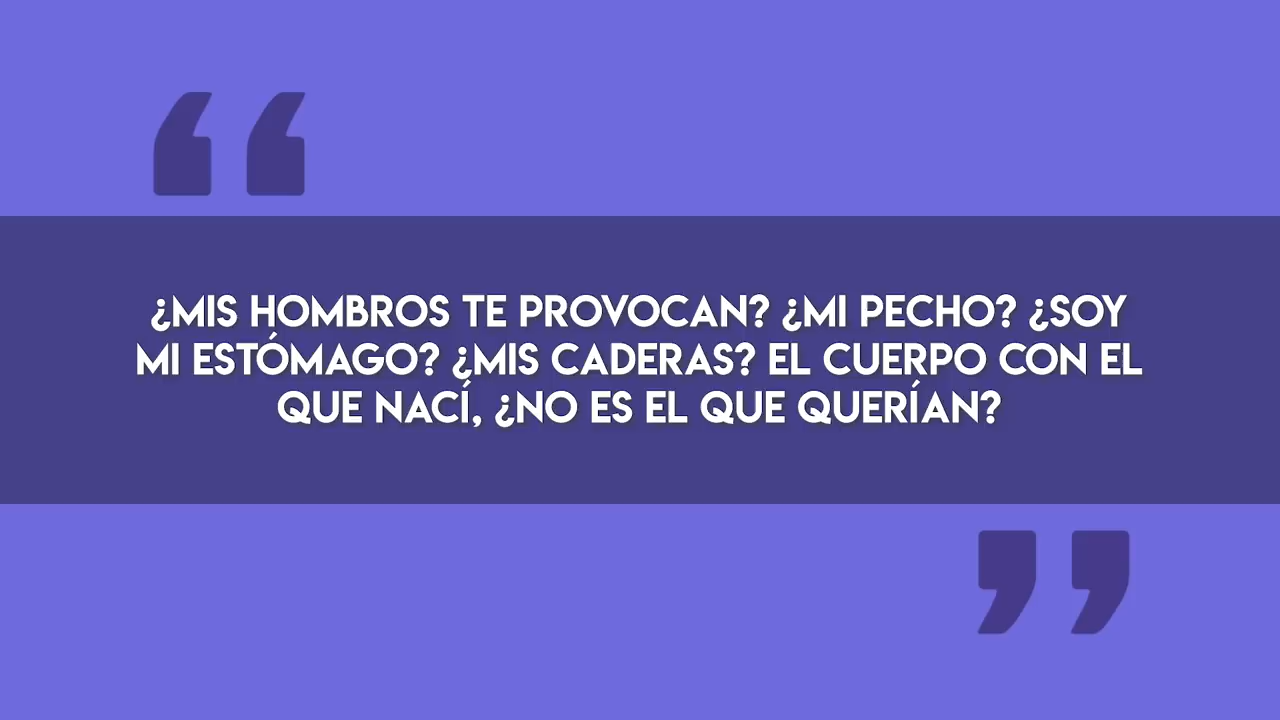 ¿MIS HOMBROS TE PROVOCAN? ¿MI PECHO? ¿SOY
MI ESTÓMAGO? ¿MIS CADERAS? EL CUERPO CON EL
QUE NACÍ, ¿NO ES EL QUE QUERÍAN?